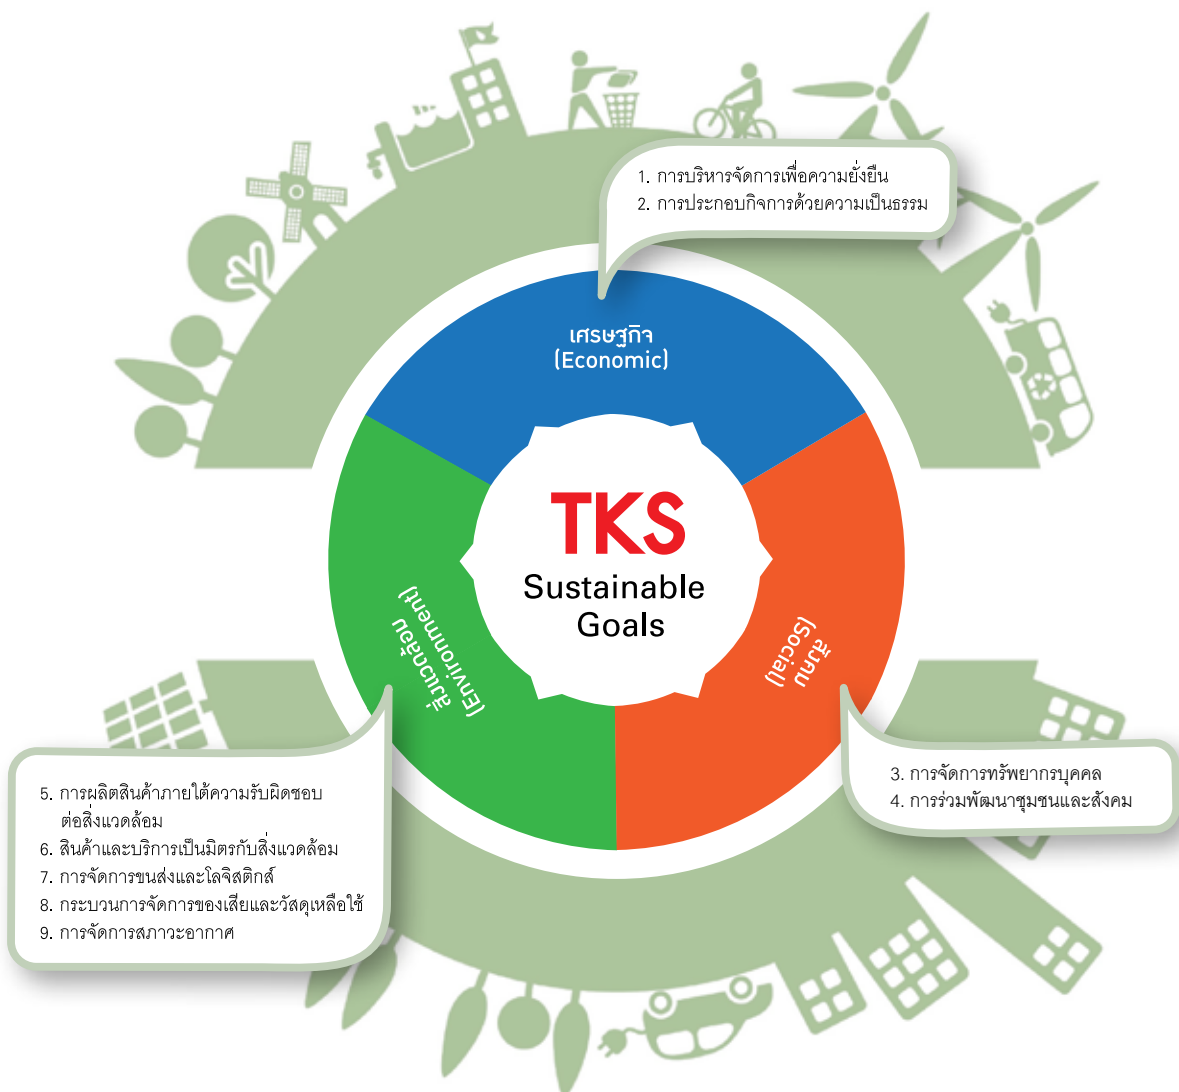 1. การบริหารจัดการเพื่อความยั่งยืน
2. การประกอบกิจการด้วยความเป็นธรรม
เศรษฐกิจ
(Economic)
TKS
Sustainable
Goals
สิ่งแวดล้อม
(Environment)
สังคม
(Social)
3. การจัดการทรัพยากรบุคคล
4. การร่วมพัฒนาชุมชนและสังคม
5. การผลิตสินค้าภายใต้ความรับผิดชอบ
ต่อสิ่งแวดล้อม
6. สินค้าและบริการเป็นมิตรกับสิ่งแวดล้อม
7. การจัดการขนส่งและโลจิสติกส์
8. กระบวนการจัดการของเสียและวัสดุเหลือใช้
9. การจัดการสภาวะอากาศ